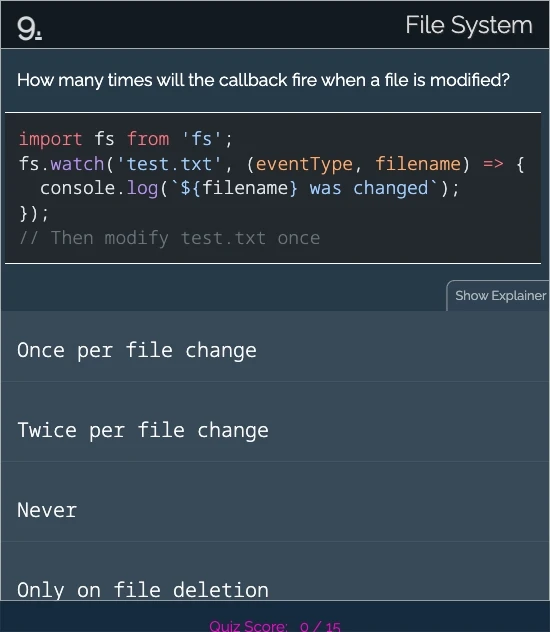 9.
File System
How many times will the callback fire when a file is modified?
import fs from 'fs';
fs.watch('test.txt', (eventType, filename) => {
  console.log(`${filename} was changed`);
});
// Then modify test.txt once
Show Explainer
Once per file change
Twice per file change
Never
Only on file deletion
Quiz Score: 0 / 15